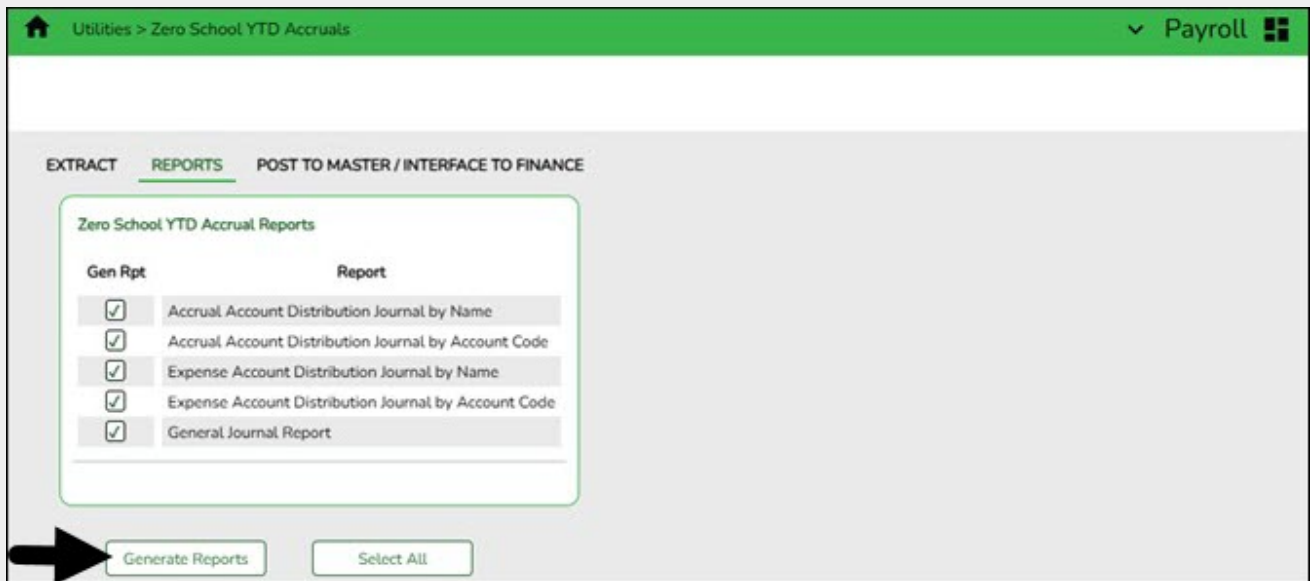 Utilities > Zero School YTD Accruals Payroll
EXTRACT REPORTS POST TO MASTER / INTERFACE TO FINANCE
Zero School YTD Accrual Reports
Gen Rpt Report
Accrual Account Distribution Journal by Name
Accrual Account Distribution Journal by Account Code
Expense Account Distribution Journal by Name
Expense Account Distribution Journal by Account Code
General Journal Report
Generate Reports Select All